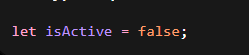 let isActive = false;